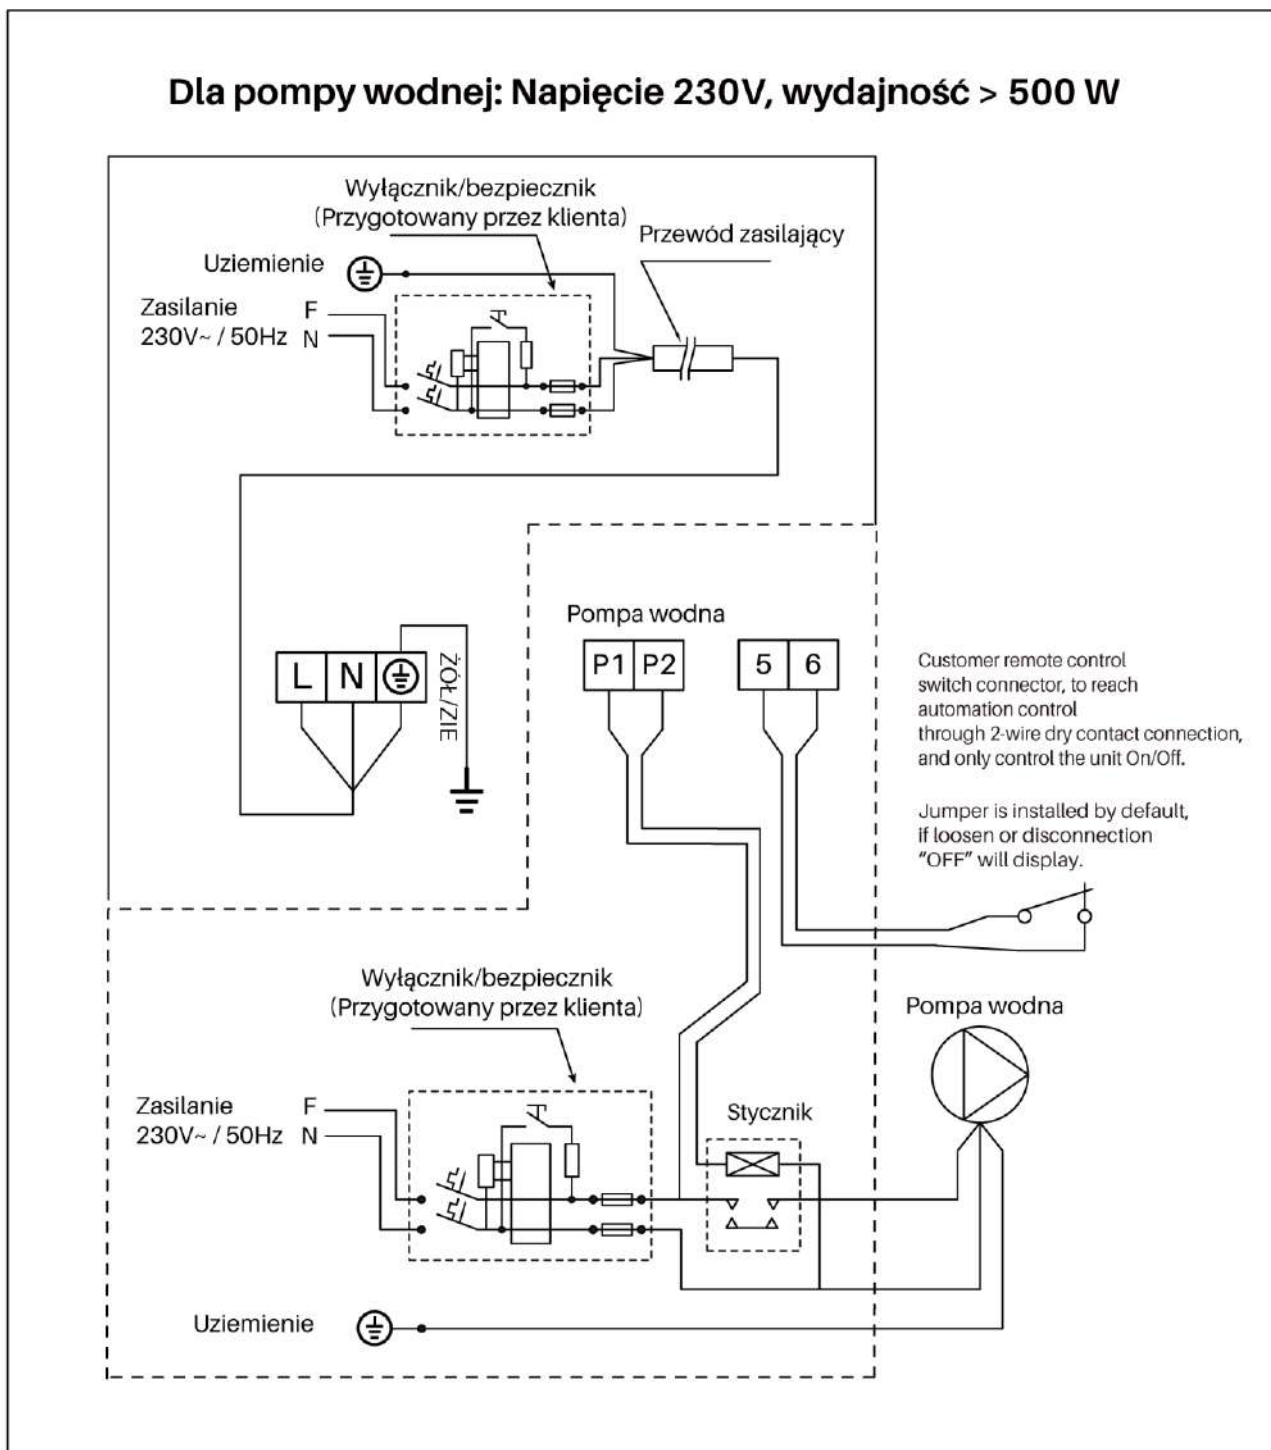 Dla pompy wodnej: Napięcie 230V, wydajność > 500 W
Wyłącznik/bezpiecznik
(Przygotowany przez klienta)
Przewód zasilający
Uziemienie
Zasilanie F
230V~ / 50Hz N
Pompa wodna
L N
ŻÓŁ/ZIE
P1 P2
5 6
Customer remote control
switch connector, to reach
automation control
through 2-wire dry contact connection,
and only control the unit On/Off.
Jumper is installed by default,
if loosen or disconnection
"OFF" will display.
Wyłącznik/bezpiecznik
(Przygotowany przez klienta)
Pompa wodna
Zasilanie F
230V~ / 50Hz N
Stycznik
Uziemienie